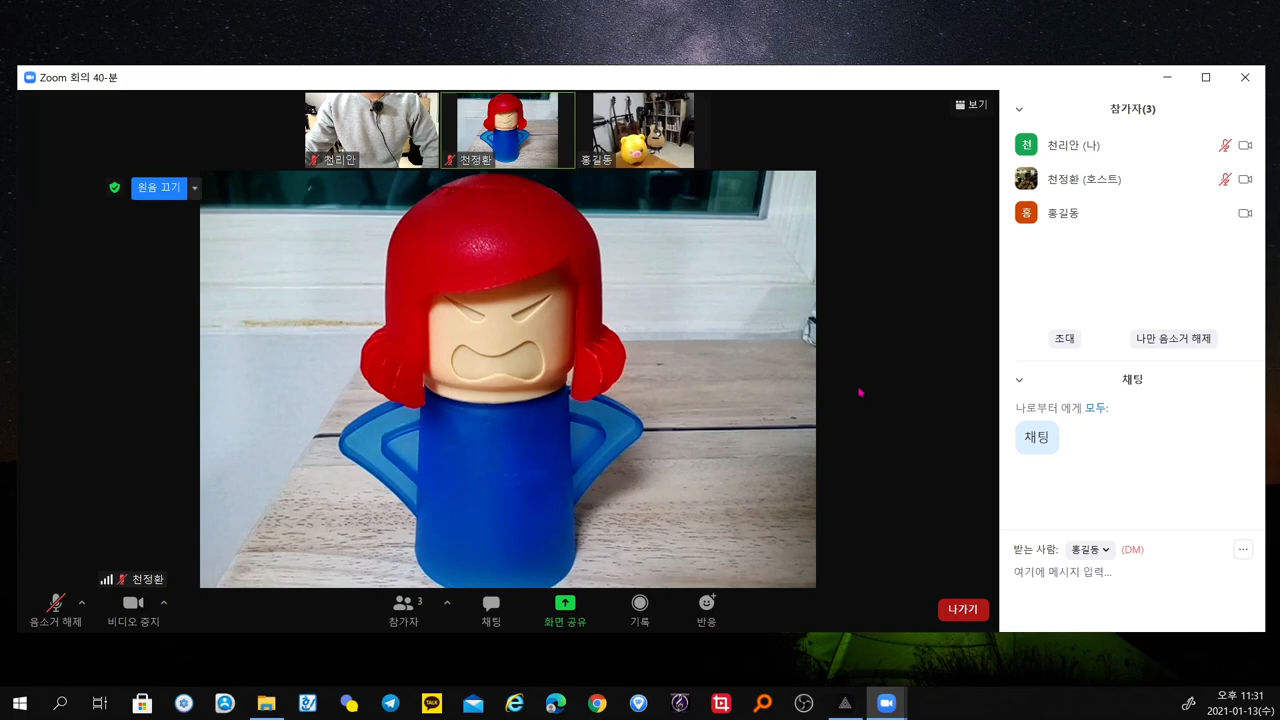 Zoom 회의 40-분
보기
천리안
천정환
홍길동
원음 끄기
천정환
음소거 해제
비디오 중지
참가자
3
채팅
화면 공유
기록
반응
나가기
참가자(3)
천 천리안 (나)
천정환 (호스트)
홍 홍길동
초대
나만 음소거 해제
채팅
나로부터 에게 모두:
채팅
받는 사람: 홍길동 (DM)
여기에 메시지 입력...
TALK
오후 11:31
2021-01-13(수)